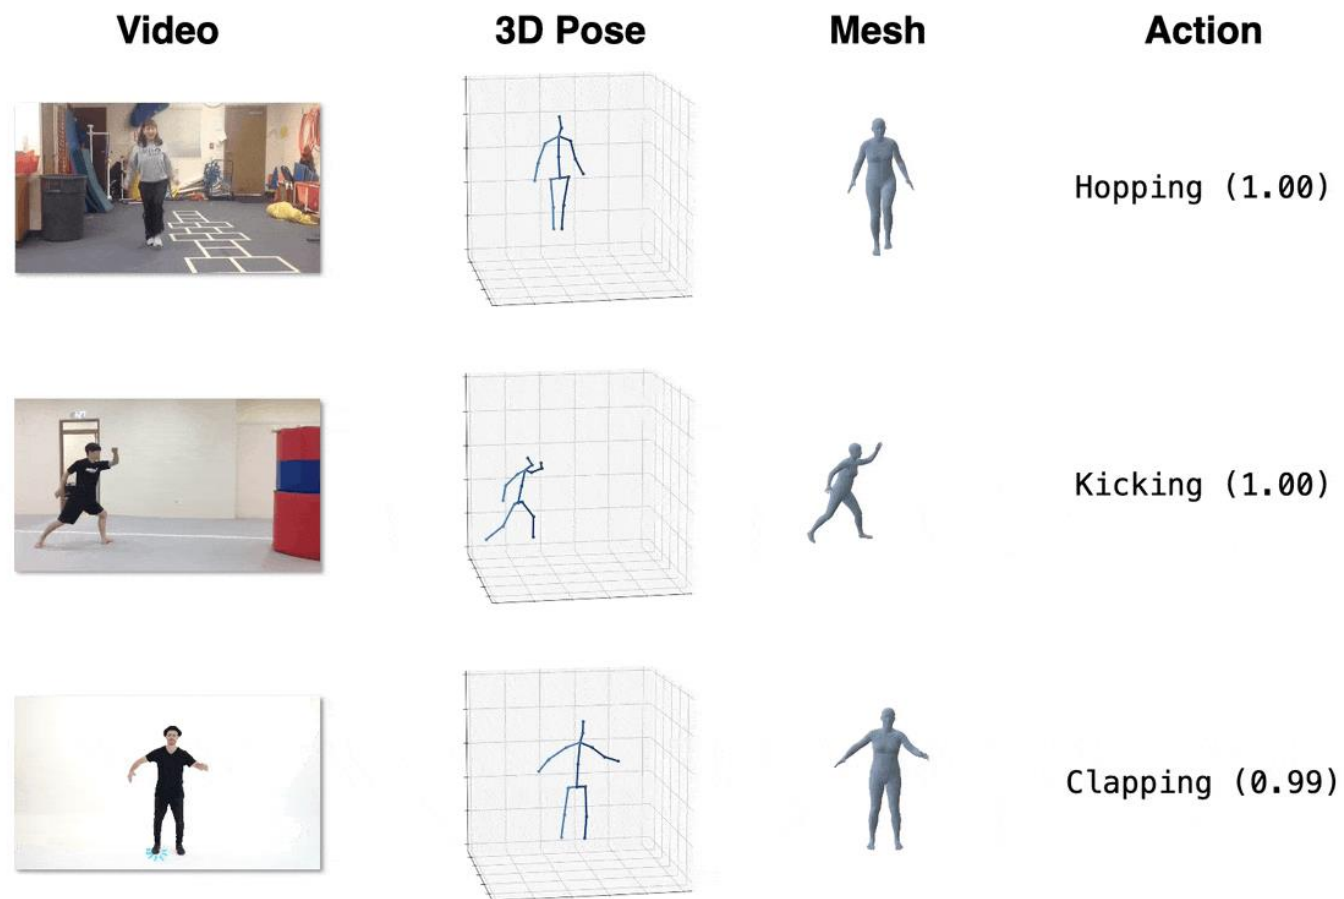 Video 3D Pose Mesh Action
Hopping (1.00)
Kicking (1.00)
Clapping (0.99)